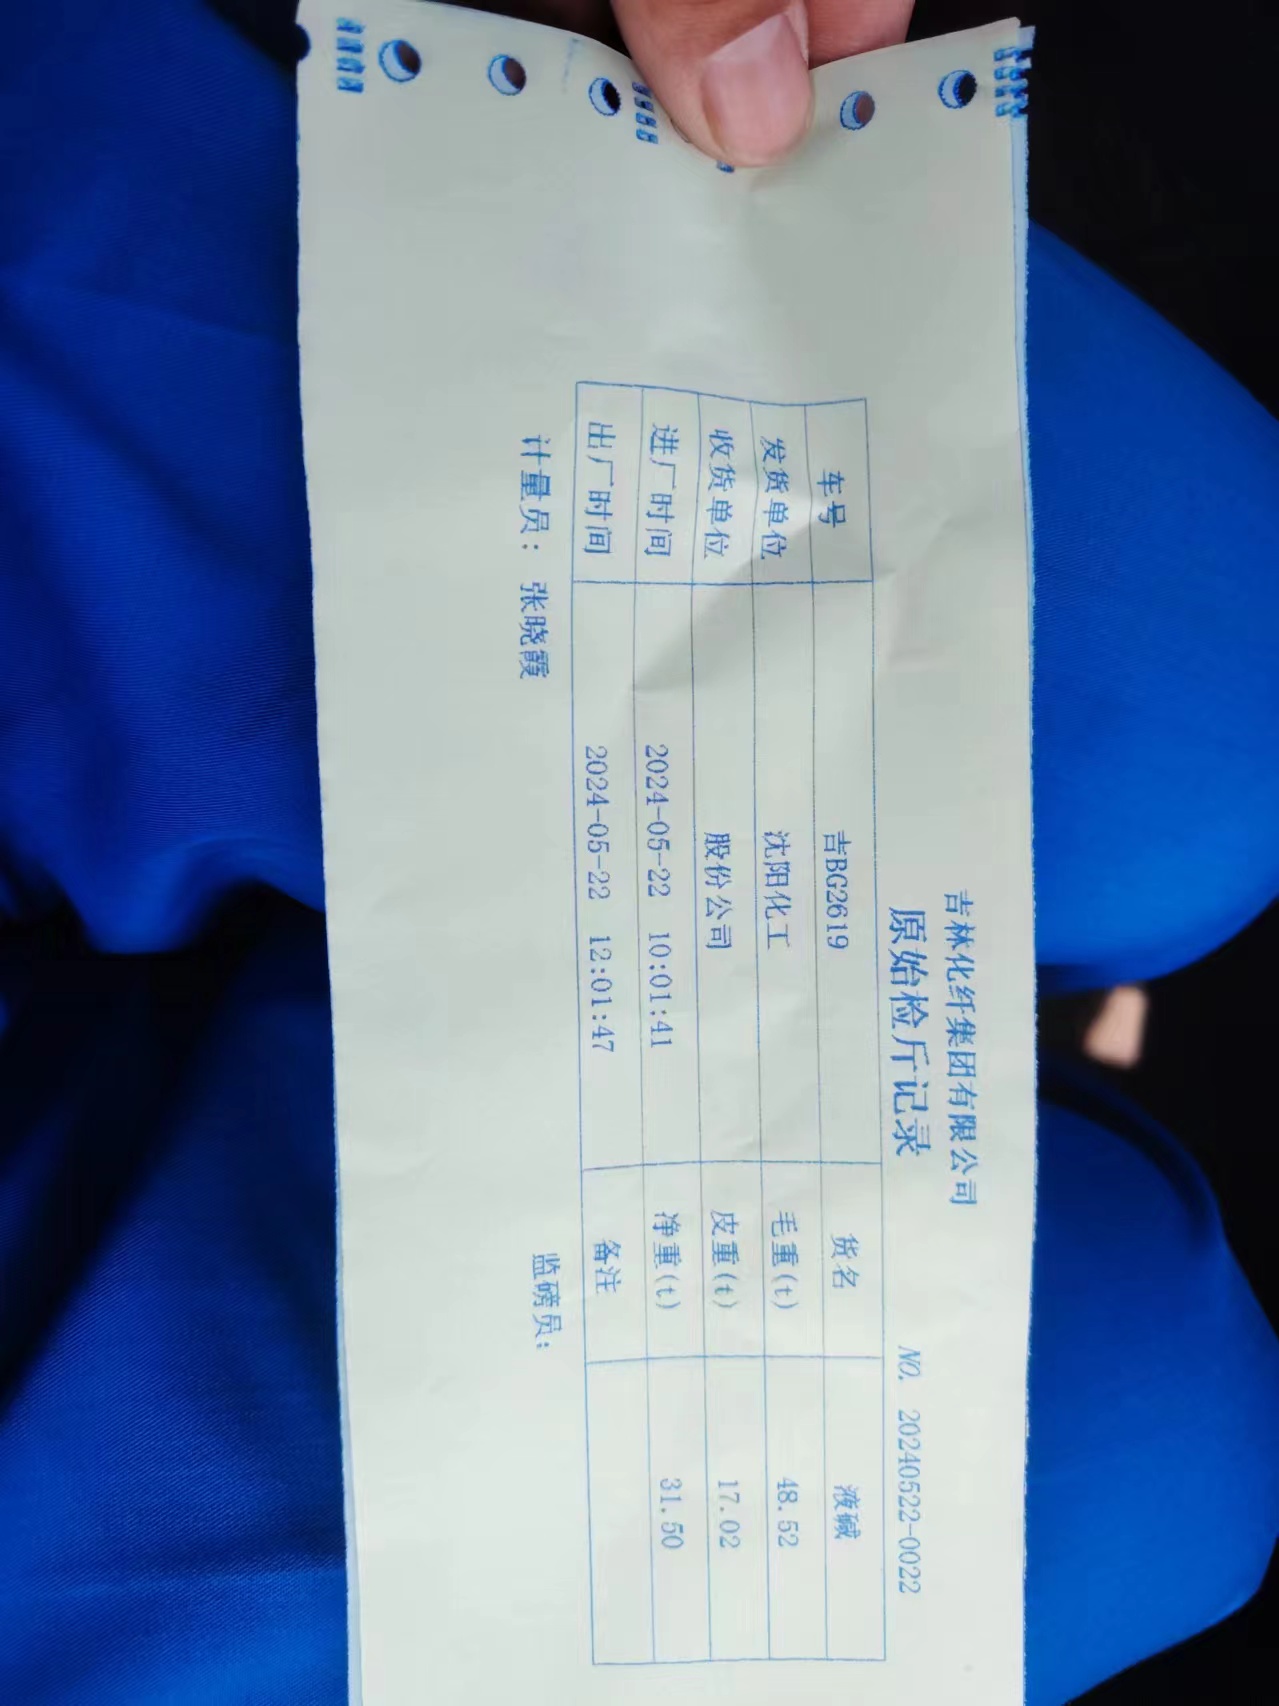 吉林化纤集团有限公司
原始检斤记录
NO. 20240522-0022
车号 吉BG2619 货名 液碱
发货单位 沈阳化工 毛重(t) 48.52
收货单位 股份公司 皮重(t) 17.02
进厂时间 2024-05-22 10:01:41 净重(t) 31.50
出厂时间 2024-05-22 12:01:47 备注
计量员: 张晓霞 监磅员: